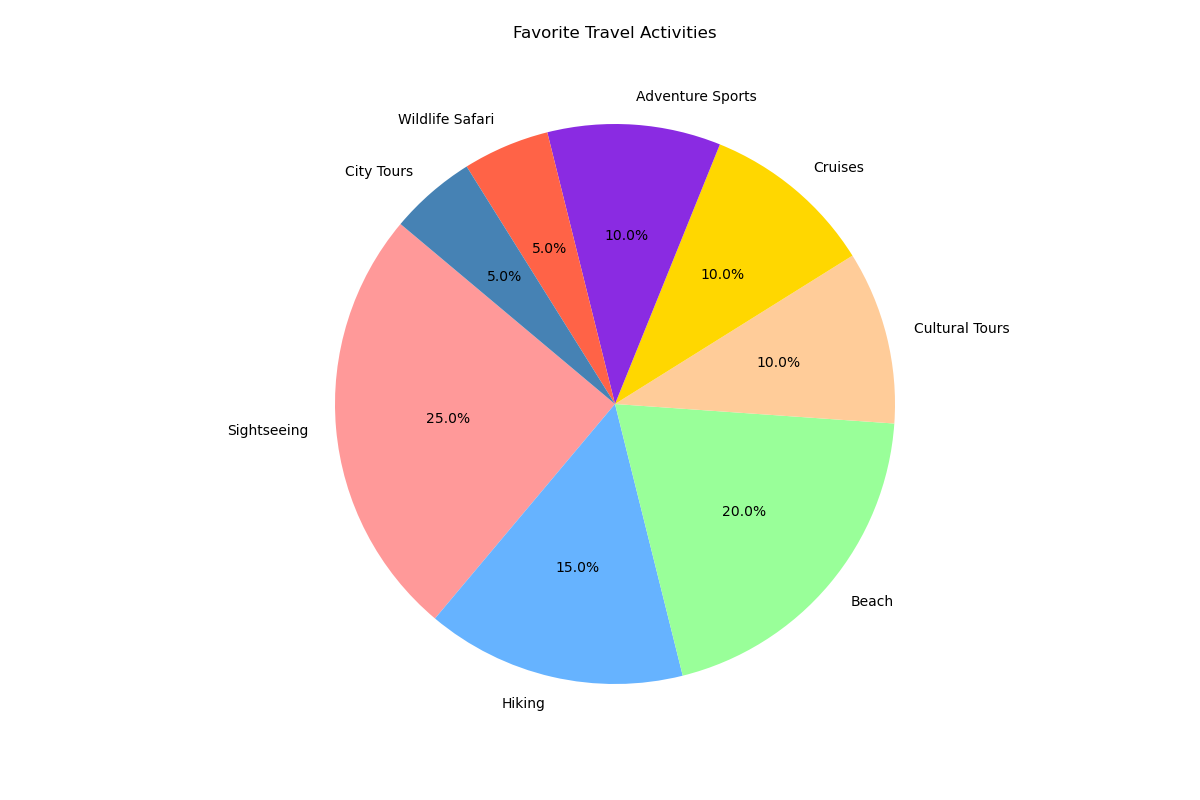 Favorite Travel Activities
Adventure Sports
Wildlife Safari
Cruises
City Tours
10.0%
5.0%
10.0%
5.0%
Cultural Tours
10.0%
25.0%
Sightseeing
20.0%
15.0%
Beach
Hiking